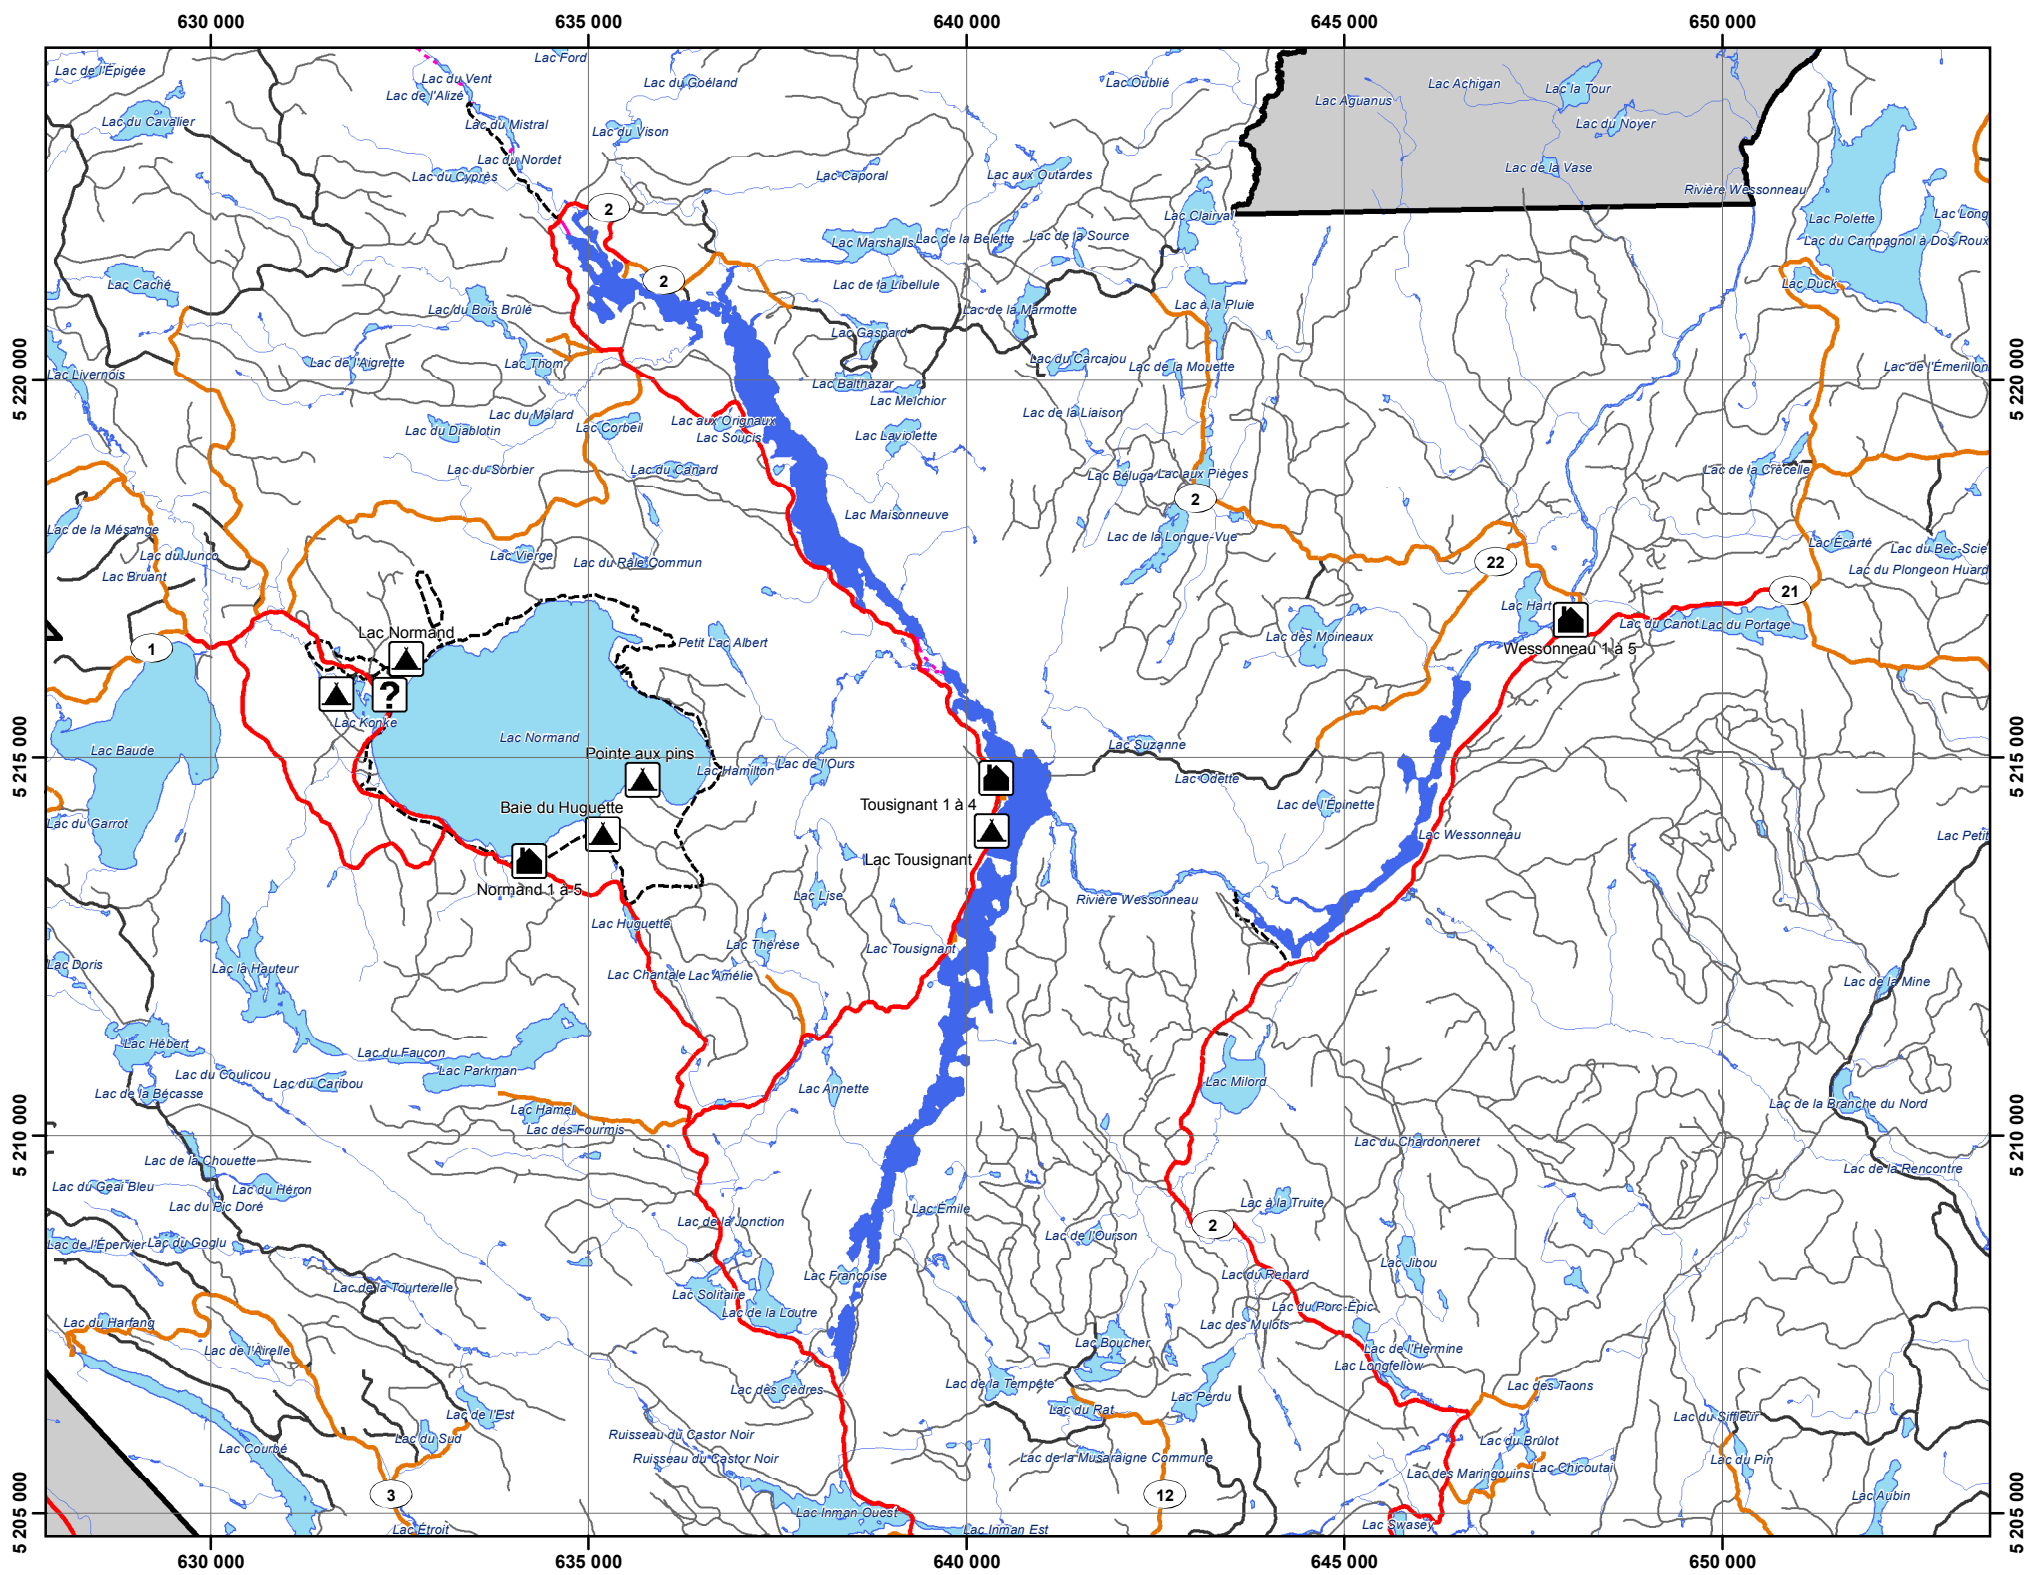 630 000
635 000
640 000
645 000
650 000
Lac de l'Épigée
Lac du Vent
Lac de l'Alizé
Lac Ford
Lac du Goéland
Lac Oublié
Lac Aguanus
Lac Achigan
Lac la Tour
Lac du Cavalier
Lac du Mistral
Lac du Vison
Lac du Noyer
Lac du Nordet
Lac du Cyprès
Lac Caporal
Lac aux Outardes
Lac de la Vase
Rivière Wessonneau
2
Lac Clairval
Lac Polette
Lac Long
Lac Marshalls
Lac de la Belette
Lac de la Source
Lac du Campagnol à Dos Roux
Lac Caché
2
Lac de la Libellule
Lac Duck
Lac du Bois Brûlé
Lac de la Marmotte
Lac à la Pluie
Lac Gaspard
5 220 000
Lac Livernois
Lac de l'Aigrette
Lac Thom
Lac du Carcajou
Lac de la Mouette
Lac de l'Émerillon
5 220 000
Lac Balthazar
Lac Melchior
Lac du Malard
Lac aux Orignaux
Lac de la Liaison
Lac du Diablotin
Lac Corbeil
Lac Soucis
Lac Laviolette
Lac du Sorbier
Lac du Canard
Lac Béluga
Lac aux Pièges
Lac de la Crécelle
2
Lac de la Mésange
Lac Maisonneuve
Lac de la Longue-Vue
Lac du Junco
Lac Vierge
Lac du Râle Commun
22
Lac Écarté
Lac du Bec-Scie
Lac Bruant
Lac du Plongeon Huard
21
Lac Hart
Lac du Canot
Lac du Portage
Lac Normand
Petit Lac Albert
Lac des Moineaux
Wessonneau 1 à 5
1
?
Lac Konke
Lac Baude
Lac Normand
Pointe aux pins
Lac Suzanne
5 215 000
Lac Hamilton
Lac de l'Ours
Lac Odette
5 215 000
Baie du Huguette
Tousignant 1 à 4
Lac de l'Épinette
Lac du Garrot
Lac Wessonneau
Lac Petit
Lac Tousignant
Normand 1 à 5
Lac Lise
Rivière Wessonneau
Lac Huguette
Lac Thérèse
Lac Tousignant
Lac Doris
Lac la Hauteur
Lac Chantale
Lac Amélie
Lac de la Mine
Lac Hébert
Lac du Faucon
Lac du Coulicou
Lac du Caribou
Lac Parkman
Lac Annette
Lac Milord
Lac de la Bécasse
Lac Hamel
Lac de la Branche du Nord
5 210 000
Lac des Fourmis
Lac du Chardonneret
5 210 000
Lac de la Chouette
Lac de la Rencontre
Lac du Geai Bleu
Lac du Héron
Lac du Pic Doré
Lac Émile
Lac à la Truite
Lac de la Jonction
2
Lac de l'Épervier
Lac du Goglu
Lac de l'Ourson
Lac Jibou
Lac de la Tourterelle
Lac Françoise
Lac du Renard
Lac Solitaire
Lac de la Loutre
Lac du Porc-Épic
Lac du Harfang
Lac des Mulots
Lac de l'Airelle
Lac Boucher
Lac de l'Hermine
Lac Longfellow
Lac des Cèdres
Lac de la Tempête
Lac des Taons
Lac Perdu
Lac de l'Est
Lac du Rat
Lac du Siffleur
Lac du Sud
Ruisseau du Castor Noir
Lac Courbé
Lac du Brûlot
Ruisseau du Castor Noir
Lac de la Musaraigne Commune
Lac des Maringouins
Lac Chicoutai
Lac du Pin
3
12
Lac Aubin
5 205 000
Lac Inman Ouest
5 205 000
Lac Étroit
Lac Inman Est
Lac Swasey
630 000
635 000
640 000
645 000
650 000